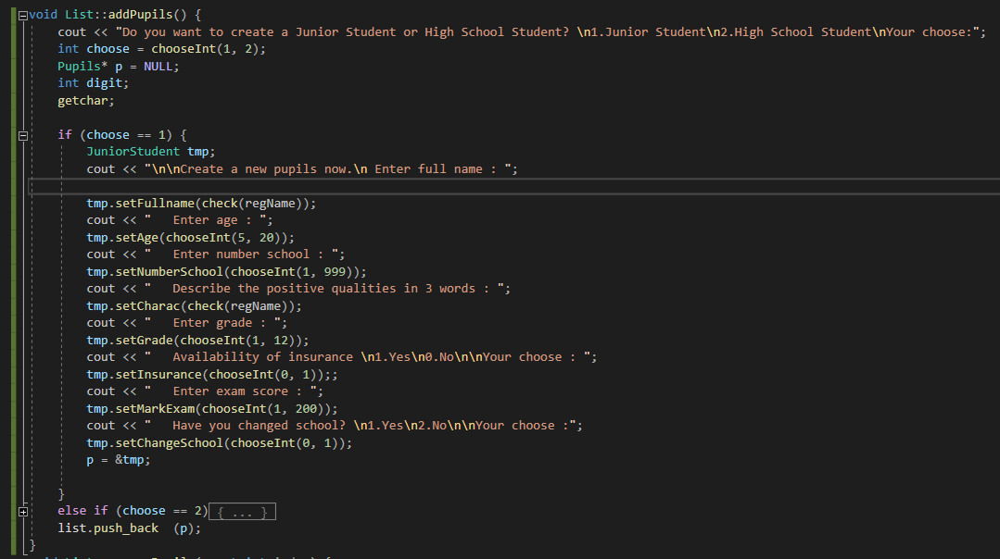 void List::addPupils() {
cout << "Do you want to create a Junior Student or High School Student? \n1.Junior Student\n2.High School Student\nYour choose:";
int choose = chooseInt(1, 2);
Pupils* p = NULL;
int digit;
getchar;
if (choose == 1) {
JuniorStudent tmp;
cout << "\n\nCreate a new pupils now.\n Enter full name : ";
tmp.setFullname(check(regName));
cout << "   Enter age : ";
tmp.setAge(chooseInt(5, 20));
cout << "   Enter number school : ";
tmp.setNumberSchool(chooseInt(1, 999));
cout << "   Describe the positive qualities in 3 words : ";
tmp.setCharac(check(regName));
cout << "   Enter grade : ";
tmp.setGrade(chooseInt(1, 12));
cout << "   Availability of insurance \n1.Yes\n0.No\n\nYour choose : ";
tmp.setInsurance(chooseInt(0, 1));;
cout << "   Enter exam score : ";
tmp.setMarkExam(chooseInt(1, 200));
cout << "   Have you changed school? \n1.Yes\n2.No\n\nYour choose :";
tmp.setChangeSchool(chooseInt(0, 1));
p = &tmp;
}
else if (choose == 2){ ... }
list.push_back  (p);
}